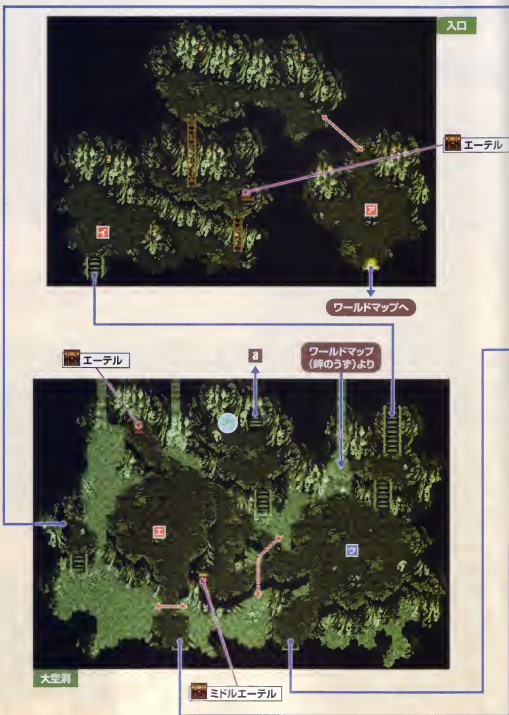 入口
エーテル
ア
イ
ワールドマップへ
エーテル
a
ワールドマップ
(岬のうず)より
エ
ウ
大空洞
ミドルエーテル